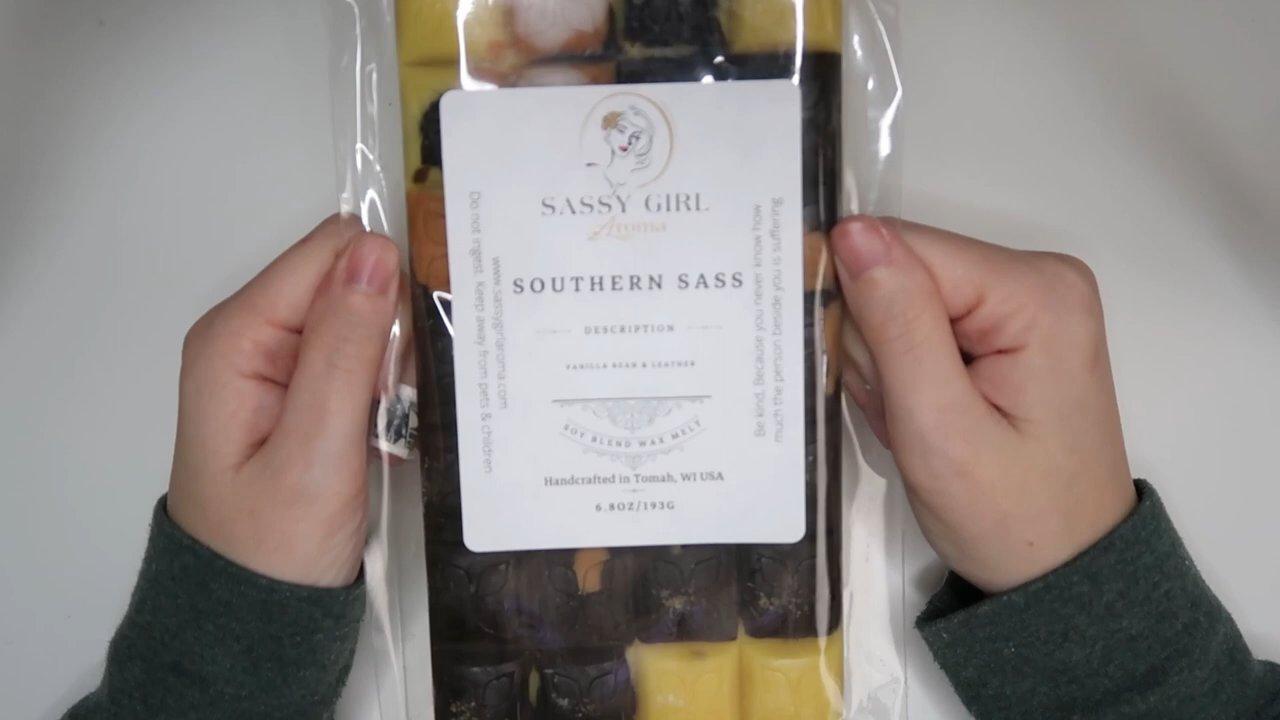 SASSY GIRL
Aroma
SOUTHERN SASS
DESCRIPTION
VANILLA BEAN & LEATHER
SOY BLEND WAX MELT
Handcrafted in Tomah, WI USA
6.8OZ/193G
www.sassygirlaroma.com
Do not ingest. Keep away from pets & children
Be kind. Because you never know how
much the person beside you is suffering